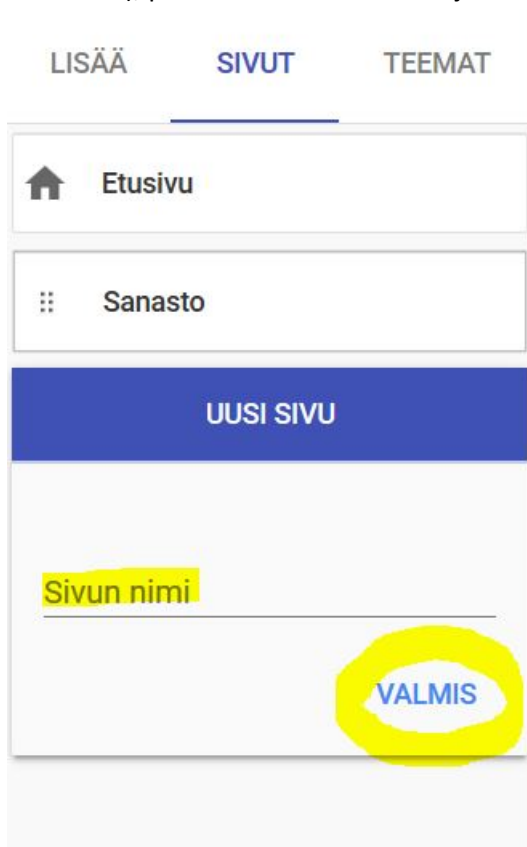 LISÄÄ SIVUT TEEMAT
Etusivu
Sanasto
UUSI SIVU
Sivun nimi
VALMIS